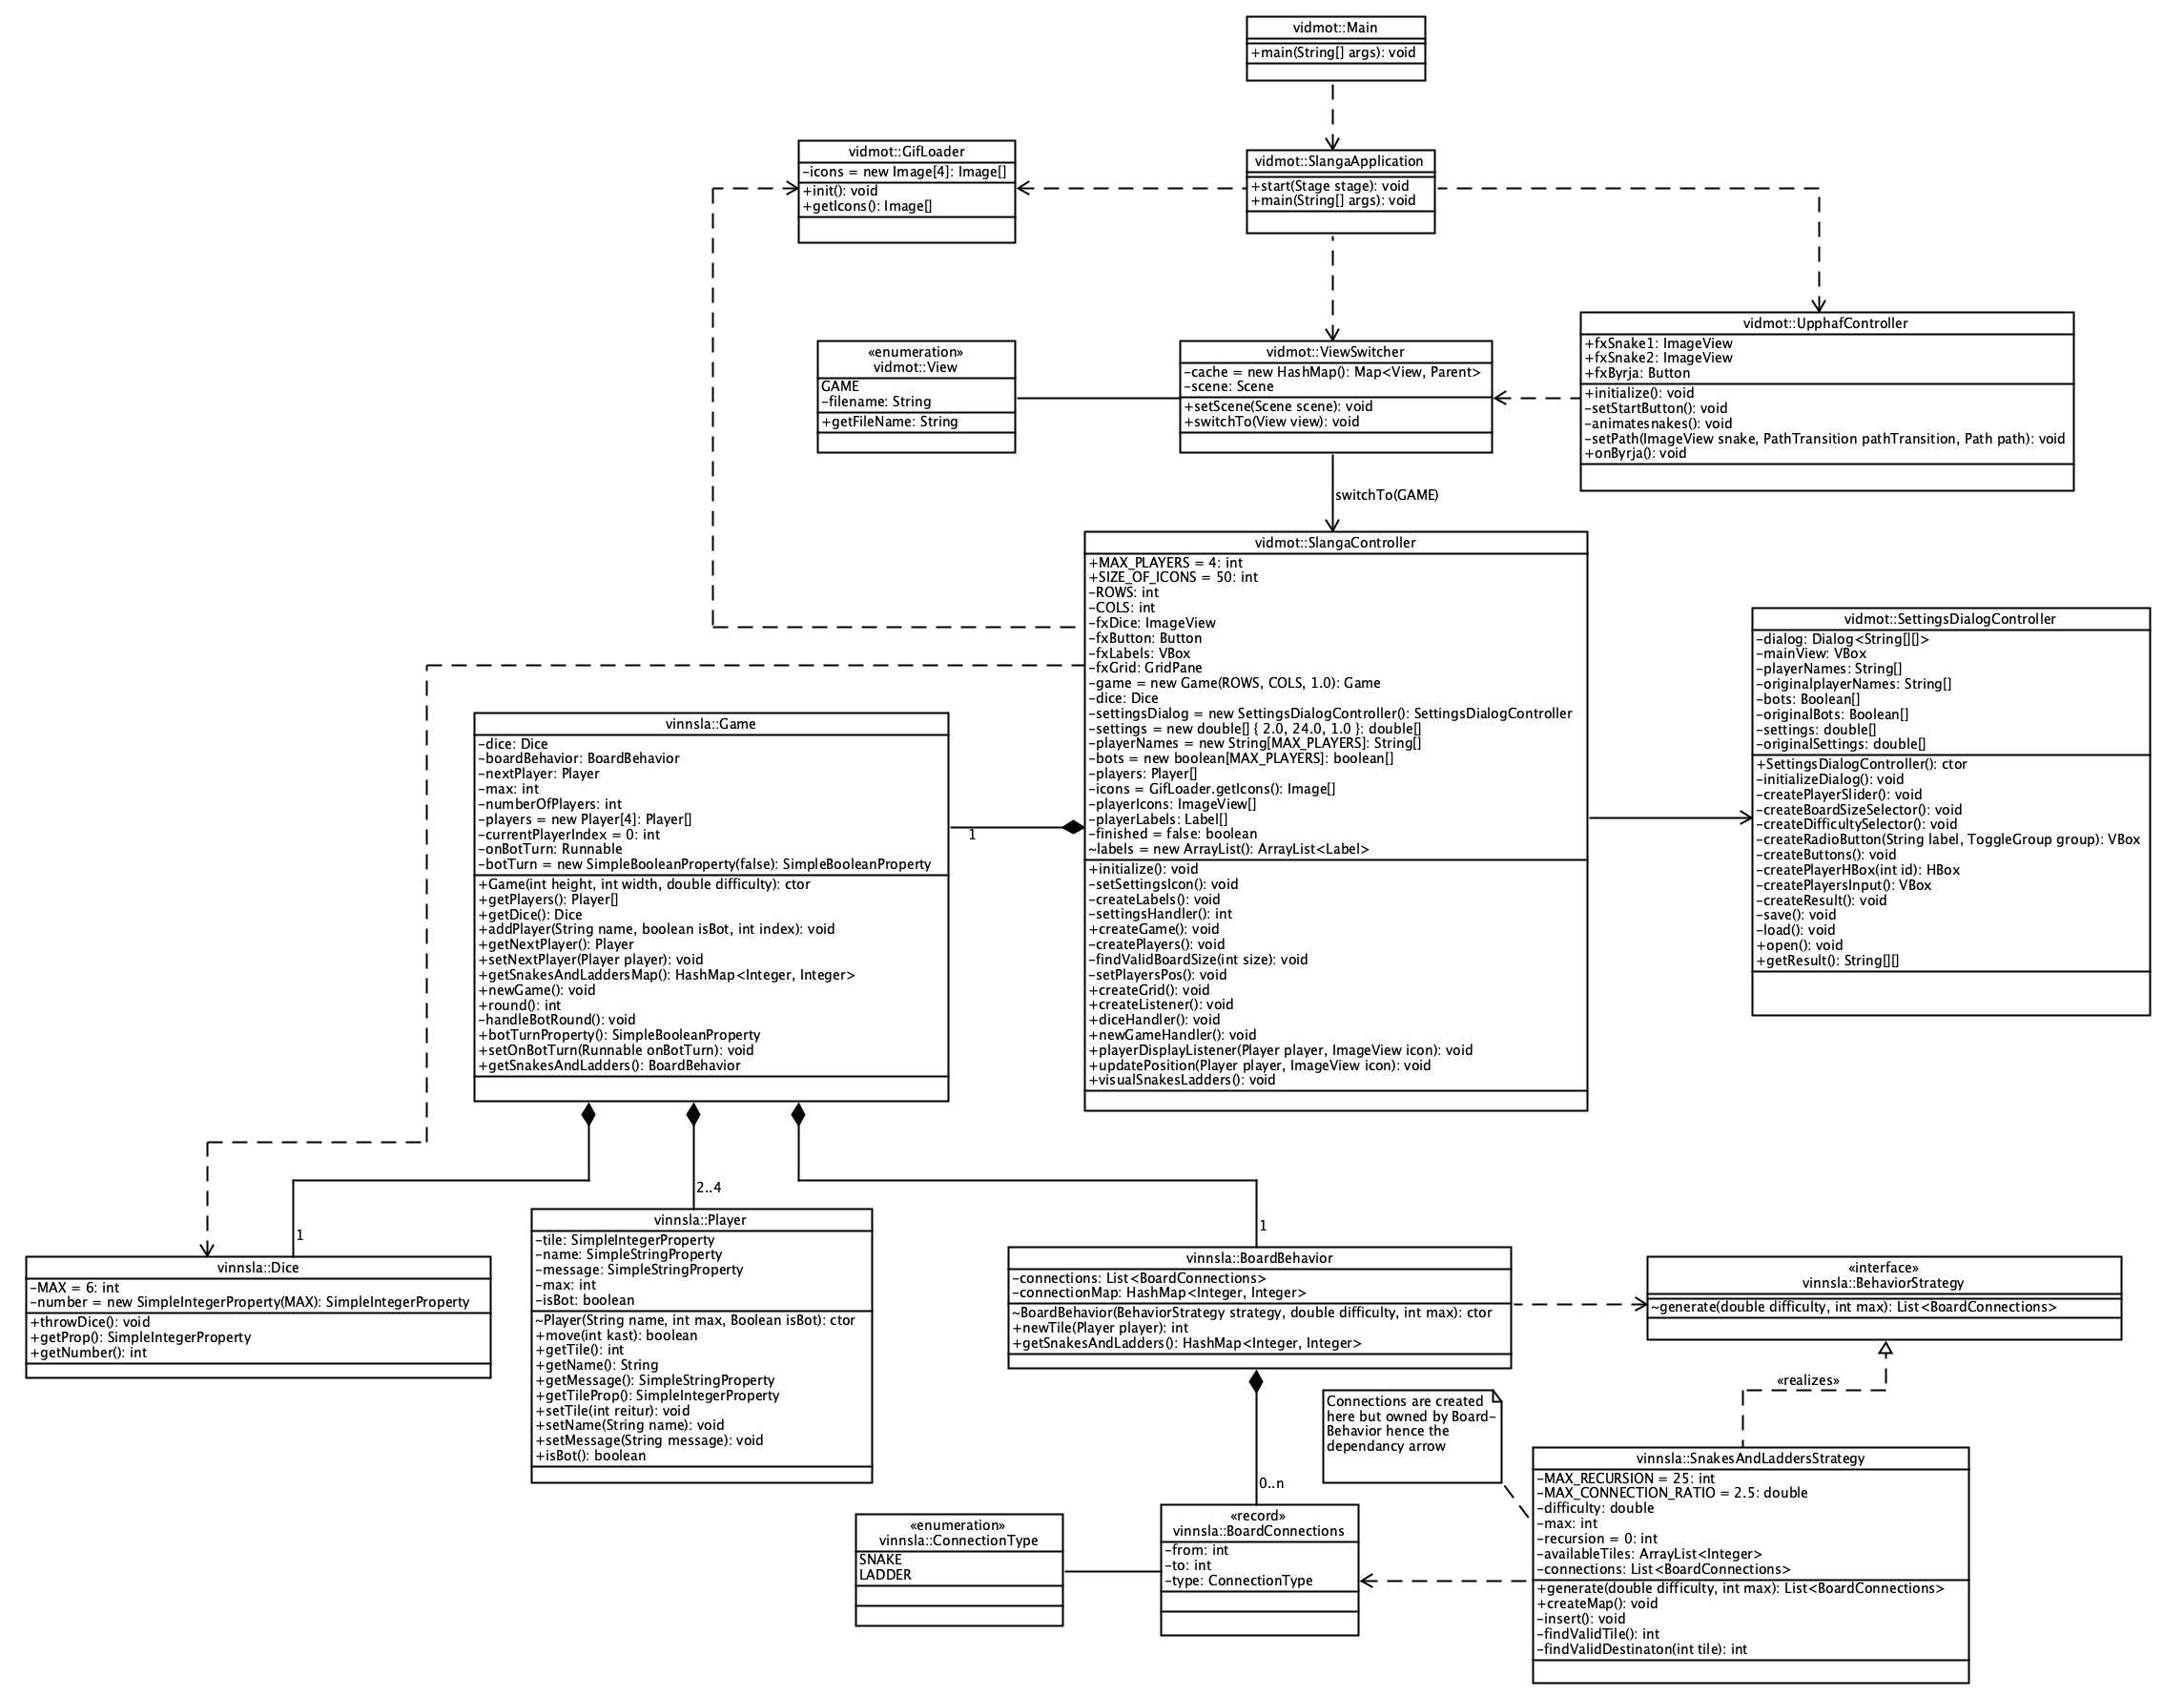 vidmot::Main
+main(String[] args): void
vidmot::GifLoader
-icons = new Image[4]: Image[]
+init(): void
+getIcons(): Image[]
vidmot::SlangaApplication
+start(Stage stage): void
+main(String[] args): void
«enumeration»
vidmot::View
GAME
-filename: String
+getFileName: String
vidmot::ViewSwitcher
-cache = new HashMap(): Map<View, Parent>
-scene: Scene
+setScene(Scene scene): void
+switchTo(View view): void
vidmot::UpphafController
+fxSnake1: ImageView
+fxSnake2: ImageView
+fxByrja: Button
+initialize(): void
-setStartButton(): void
-animatesnakes(): void
-setPath(ImageView snake, PathTransition pathTransition, Path path): void
+onByrja(): void
switchTo(GAME)
vidmot::SlangaController
+MAX_PLAYERS = 4: int
+SIZE_OF_ICONS = 50: int
-ROWS: int
-COLS: int
-fxDice: ImageView
-fxButton: Button
-fxLabels: VBox
-fxGrid: GridPane
-game = new Game(ROWS, COLS, 1.0): Game
-dice: Dice
-settingsDialog = new SettingsDialogController(): SettingsDialogController
-settings = new double[] { 2.0, 24.0, 1.0 }: double[]
-playerNames = new String[MAX_PLAYERS]: String[]
-bots = new boolean[MAX_PLAYERS]: boolean[]
-players: Player[]
-icons = GifLoader.getIcons(): Image[]
-playerIcons: ImageView[]
-playerLabels: Label[]
-finished = false: boolean
~labels = new ArrayList(): ArrayList<Label>
+initialize(): void
-setSettingsIcon(): void
-createLabels(): void
-settingsHandler(): int
+createGame(): void
-createPlayers(): void
-findValidBoardSize(int size): void
-setPlayersPos(): void
+createGrid(): void
+createListener(): void
+diceHandler(): void
+newGameHandler(): void
+playerDisplayListener(Player player, ImageView icon): void
+updatePosition(Player player, ImageView icon): void
+visualSnakesLadders(): void
vidmot::SettingsDialogController
-dialog: Dialog<String[][]>
-mainView: VBox
-playerNames: String[]
-originalplayerNames: String[]
-bots: Boolean[]
-originalBots: Boolean[]
-settings: double[]
-originalSettings: double[]
+SettingsDialogController(): ctor
-initializeDialog(): void
-createPlayerSlider(): void
-createBoardSizeSelector(): void
-createDifficultySelector(): void
-createRadioButton(String label, ToggleGroup group): VBox
-createButtons(): void
-createPlayerHBox(int id): HBox
-createPlayersInput(): VBox
-createResult(): void
-save(): void
-load(): void
+open(): void
+getResult(): String[][]
vinnsla::Game
-dice: Dice
-boardBehavior: BoardBehavior
-nextPlayer: Player
-max: int
-numberOfPlayers: int
-players = new Player[4]: Player[]
-currentPlayerIndex = 0: int
-onBotTurn: Runnable
-botTurn = new SimpleBooleanProperty(false): SimpleBooleanProperty
+Game(int height, int width, double difficulty): ctor
+getPlayers(): Player[]
+getDice(): Dice
+addPlayer(String name, boolean isBot, int index): void
+getNextPlayer(): Player
+setNextPlayer(Player player): void
+getSnakesAndLaddersMap(): HashMap<Integer, Integer>
+newGame(): void
+round(): int
-handleBotRound(): void
+botTurnProperty(): SimpleBooleanProperty
+setOnBotTurn(Runnable onBotTurn): void
+getSnakesAndLadders(): BoardBehavior
1
1
2..4
1
vinnsla::Dice
-MAX = 6: int
-number = new SimpleIntegerProperty(MAX): SimpleIntegerProperty
+throwDice(): void
+getProp(): SimpleIntegerProperty
+getNumber(): int
vinnsla::Player
-tile: SimpleIntegerProperty
-name: SimpleStringProperty
-message: SimpleStringProperty
-max: int
-isBot: boolean
~Player(String name, int max, Boolean isBot): ctor
+move(int kast): boolean
+getTile(): int
+getName(): String
+getMessage(): SimpleStringProperty
+getTileProp(): SimpleIntegerProperty
+setTile(int reitur): void
+setName(String name): void
+setMessage(String message): void
+isBot(): boolean
vinnsla::BoardBehavior
-connections: List<BoardConnections>
-connectionMap: HashMap<Integer, Integer>
~BoardBehavior(BehaviorStrategy strategy, double difficulty, int max): ctor
+newTile(Player player): int
+getSnakesAndLadders(): HashMap<Integer, Integer>
«interface»
vinnsla::BehaviorStrategy
~generate(double difficulty, int max): List<BoardConnections>
«realizes»
Connections are created
here but owned by Board-
Behavior hence the
dependancy arrow
0..n
«enumeration»
vinnsla::ConnectionType
SNAKE
LADDER
«record»
vinnsla::BoardConnections
-from: int
-to: int
-type: ConnectionType
vinnsla::SnakesAndLaddersStrategy
-MAX_RECURSION = 25: int
-MAX_CONNECTION_RATIO = 2.5: double
-difficulty: double
-max: int
-recursion = 0: int
-availableTiles: ArrayList<Integer>
-connections: List<BoardConnections>
+generate(double difficulty, int max): List<BoardConnections>
+createMap(): void
-insert(): void
-findValidTile(): int
-findValidDestinaton(int tile): int